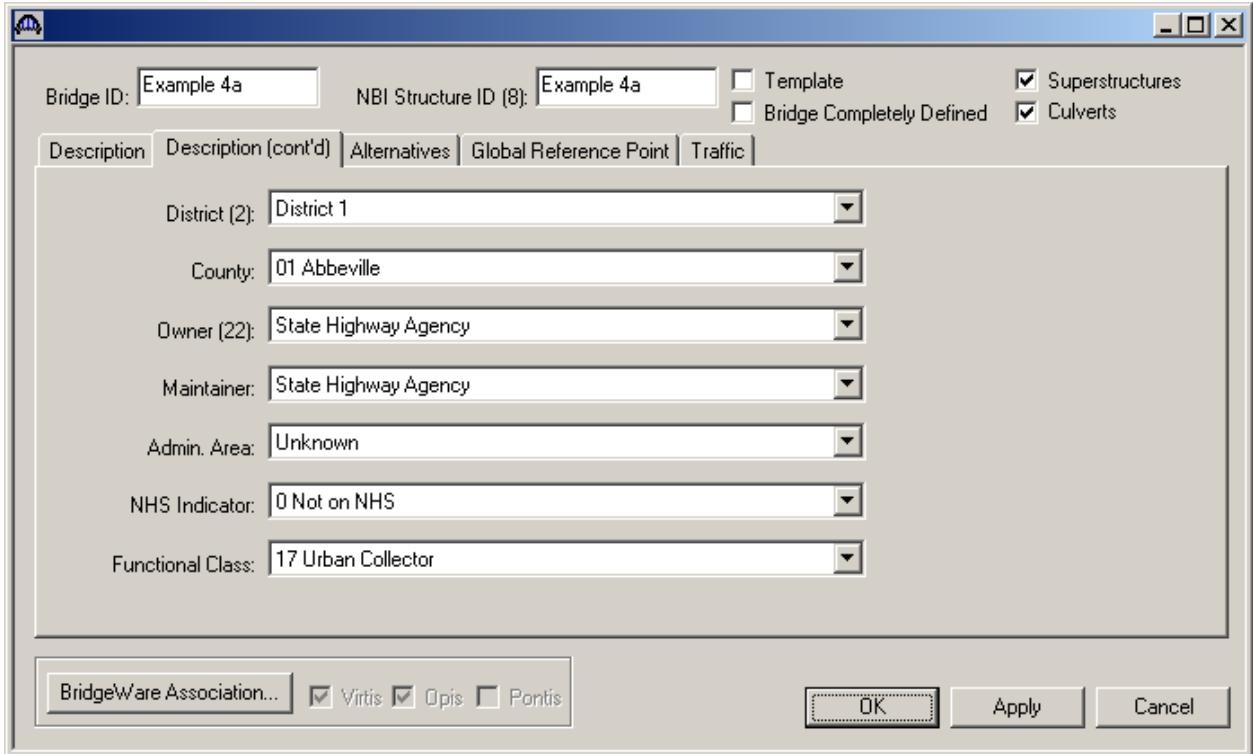 Bridge ID: Example 4a NBI Structure ID (8): Example 4a Template Superstructures
Bridge Completely Defined Culverts
Description Description (cont'd) Alternatives Global Reference Point Traffic
District (2): District 1
County: 01 Abbeville
Owner (22): State Highway Agency
Maintainer: State Highway Agency
Admin. Area: Unknown
NHS Indicator: 0 Not on NHS
Functional Class: 17 Urban Collector
BridgeWare Association... Virtis Opis Pontis OK Apply Cancel